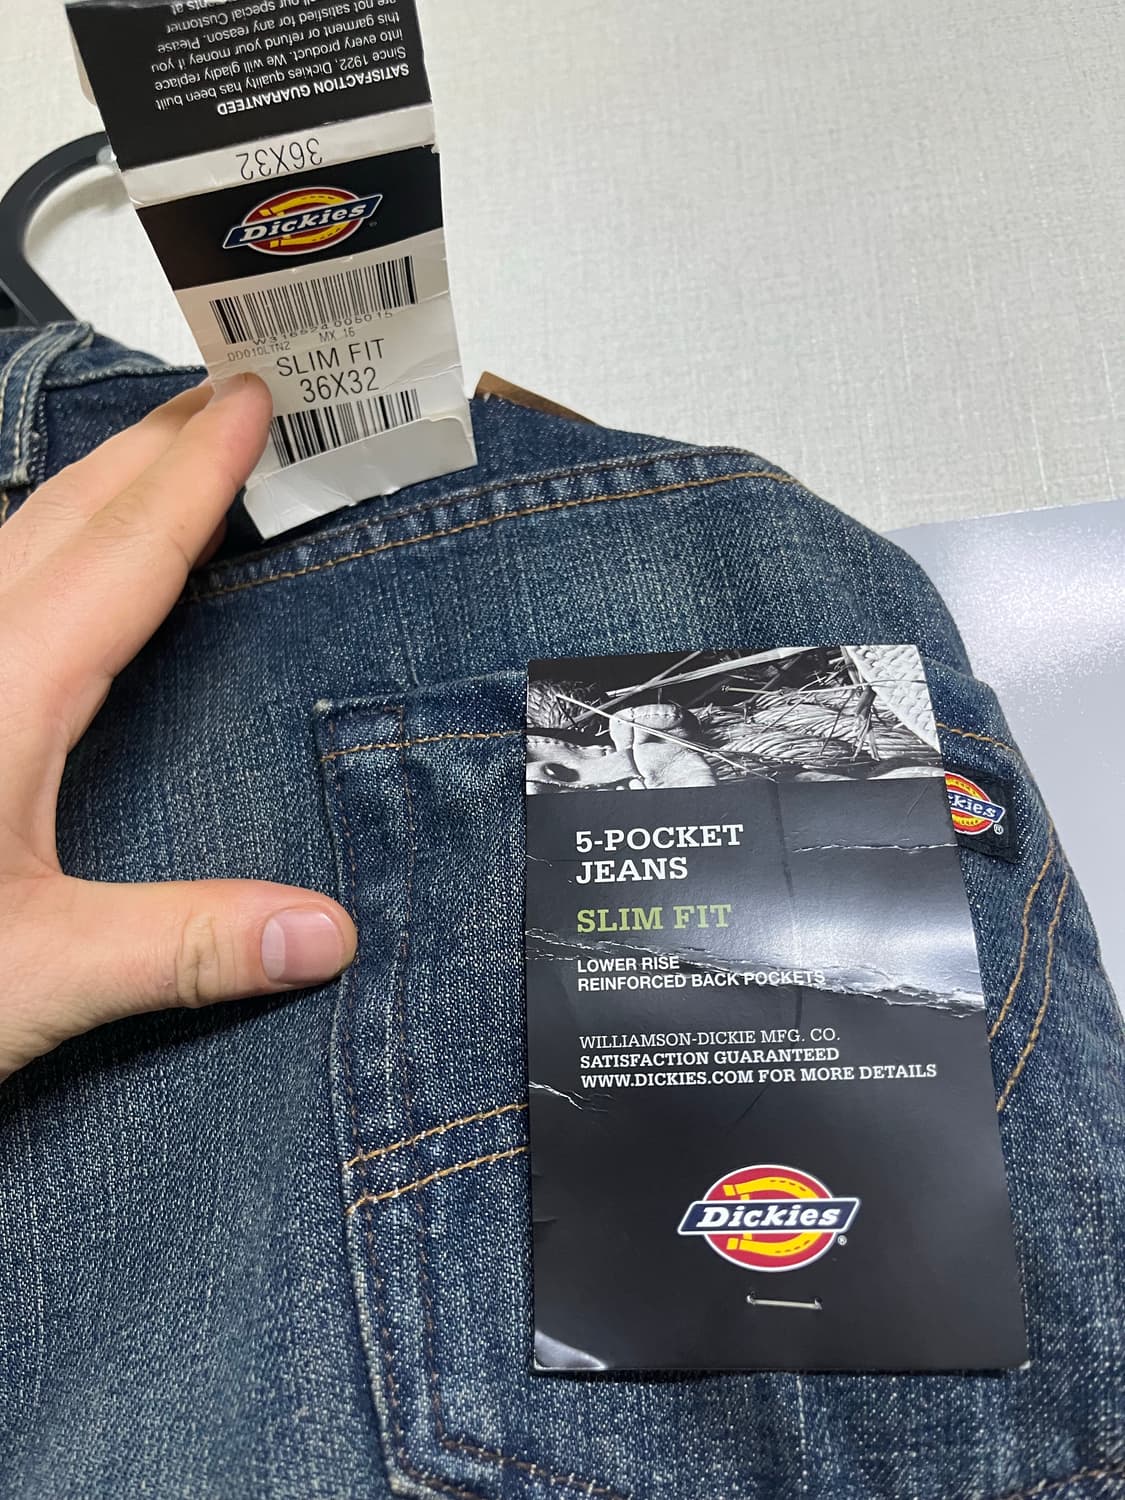 are not satisfied for any reason. Please
this garment or refund your money if you
into every product. We will gladly replace
Since 1922, Dickies quality has been built
SATISFACTION GUARANTEED
36X32
Dickies
DD010LTN2
MX 16
SLIM FIT
36X32
5-POCKET
JEANS
SLIM FIT
LOWER RISE
REINFORCED BACK POCKETS
WILLIAMSON-DICKIE MFG. CO.
SATISFACTION GUARANTEED
WWW.DICKIES.COM FOR MORE DETAILS
Dickies®
kies®